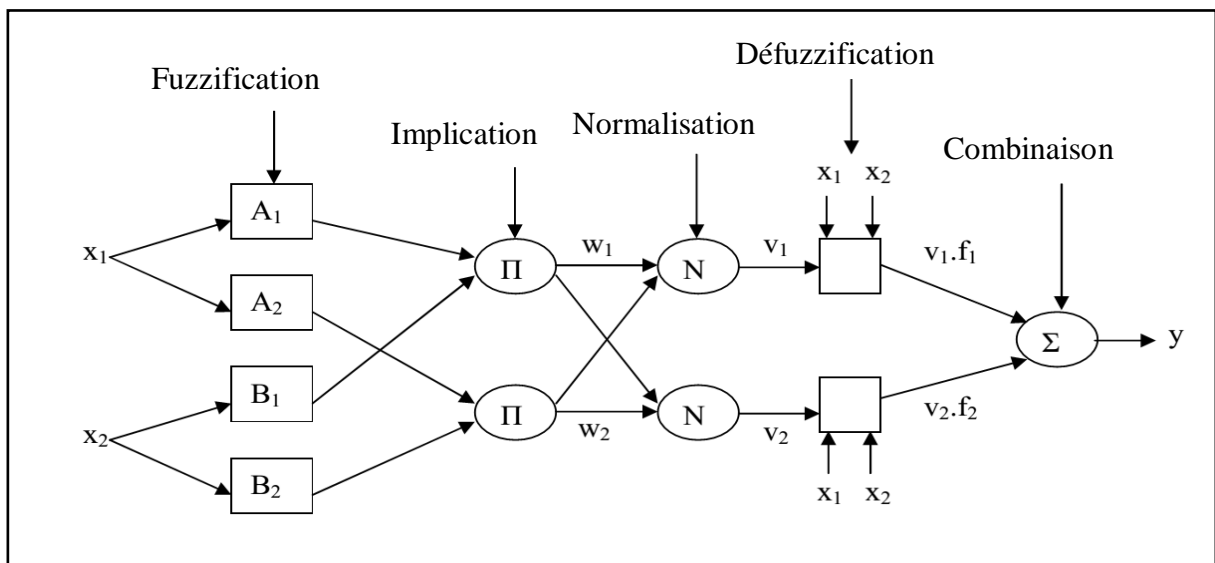 Défuzzification
Fuzzification
Normalisation
Implication
Combinaison
x₁ x₂
A₁
x₁
w₁
v₁
v₁.f₁
Π
N
A₂
Σ
y
B₁
x₂
Π
w₂
N
v₂
v₂.f₂
B₂
x₁ x₂